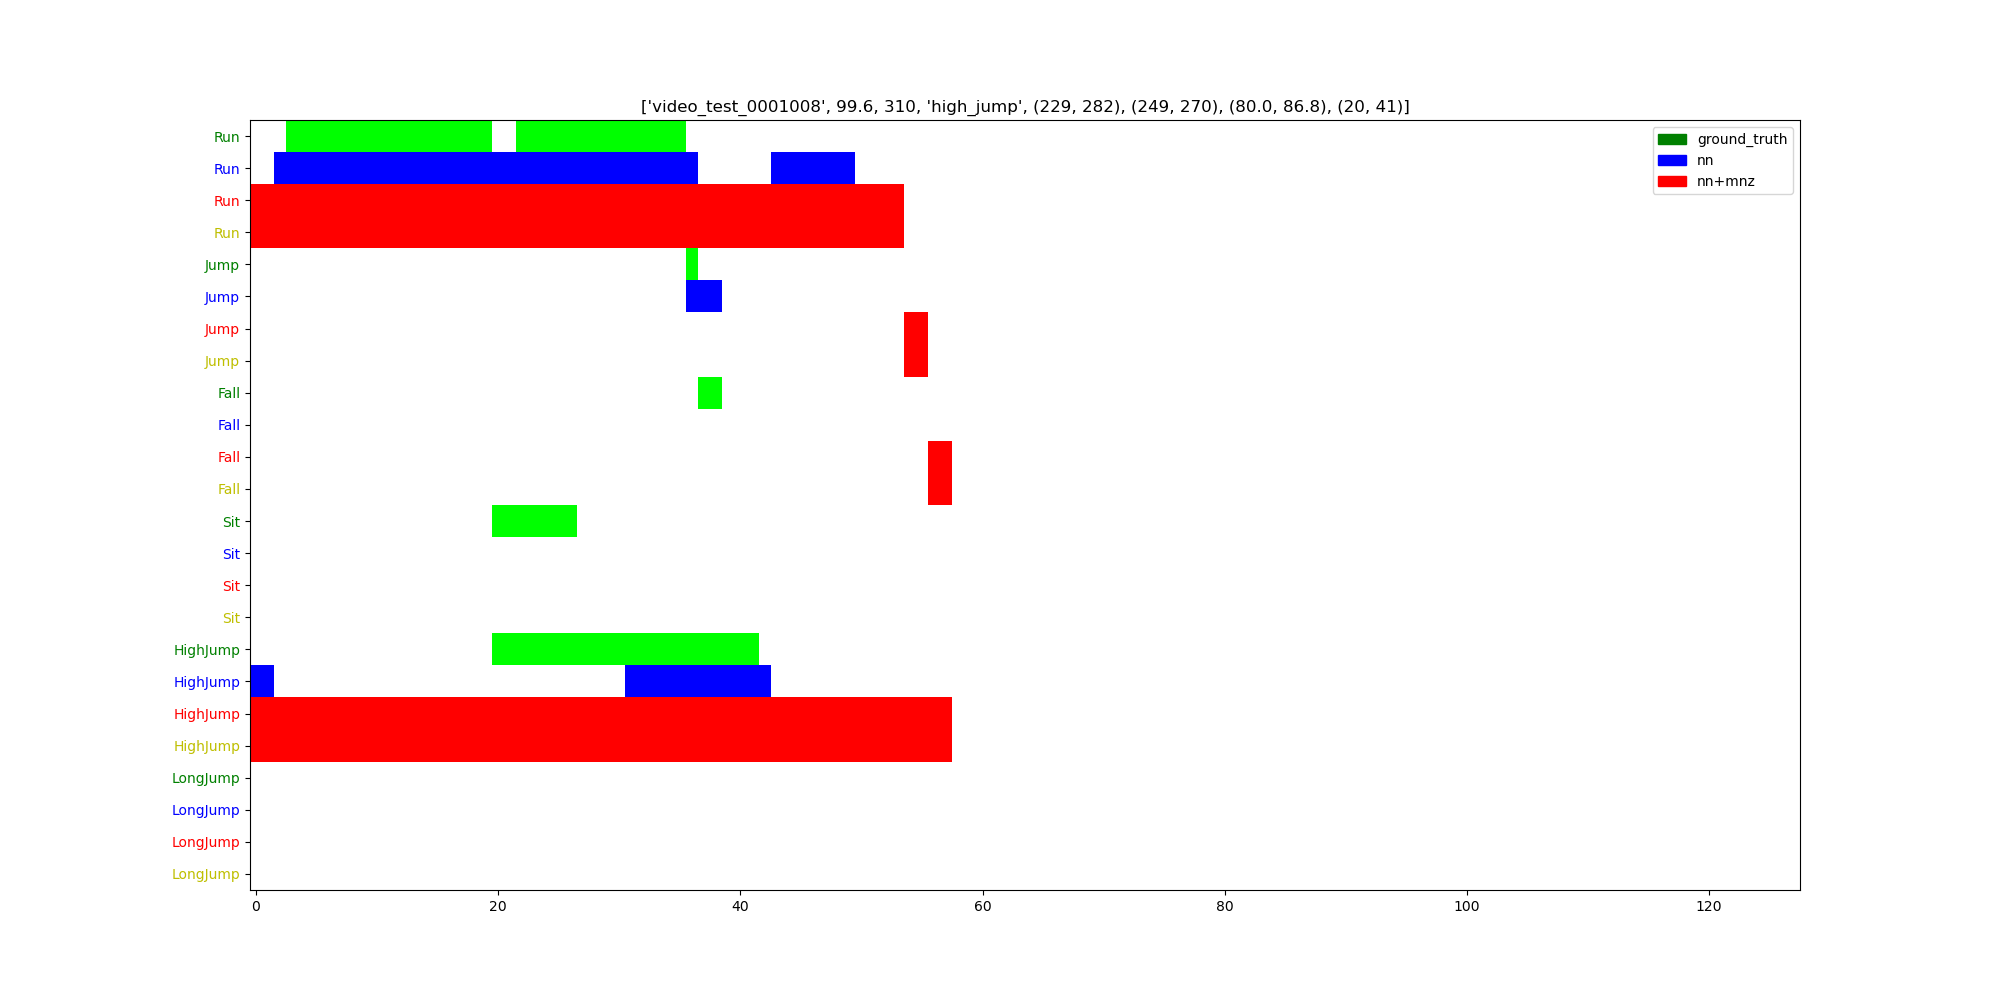 ['video_test_0001008', 99.6, 310, 'high_jump', (229, 282), (249, 270), (80.0, 86.8), (20, 41)]
ground_truth
nn
nn+mnz
Run
Run
Run
Run
Jump
Jump
Jump
Jump
Fall
Fall
Fall
Fall
Sit
Sit
Sit
Sit
HighJump
HighJump
HighJump
HighJump
LongJump
LongJump
LongJump
LongJump
0 20 40 60 80 100 120